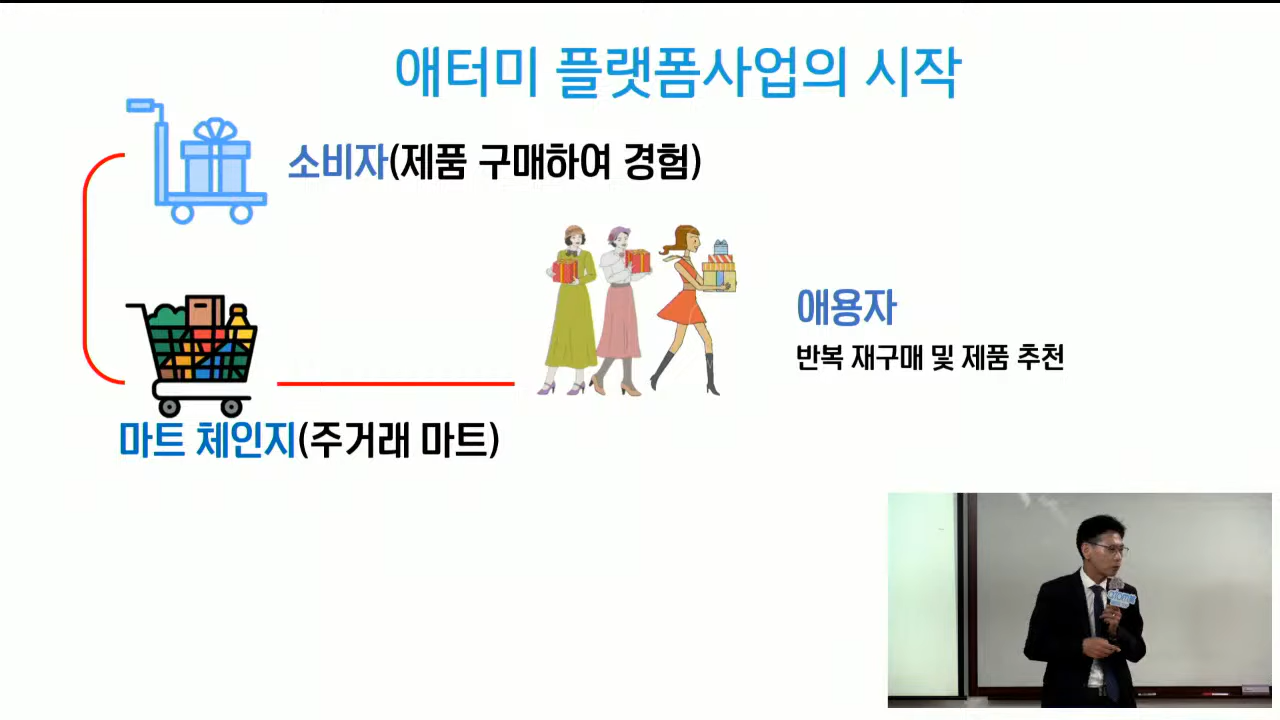 애터미 플랫폼사업의 시작
소비자(제품 구매하여 경험)
애용자
반복 재구매 및 제품 추천
마트 체인지(주거래 마트)